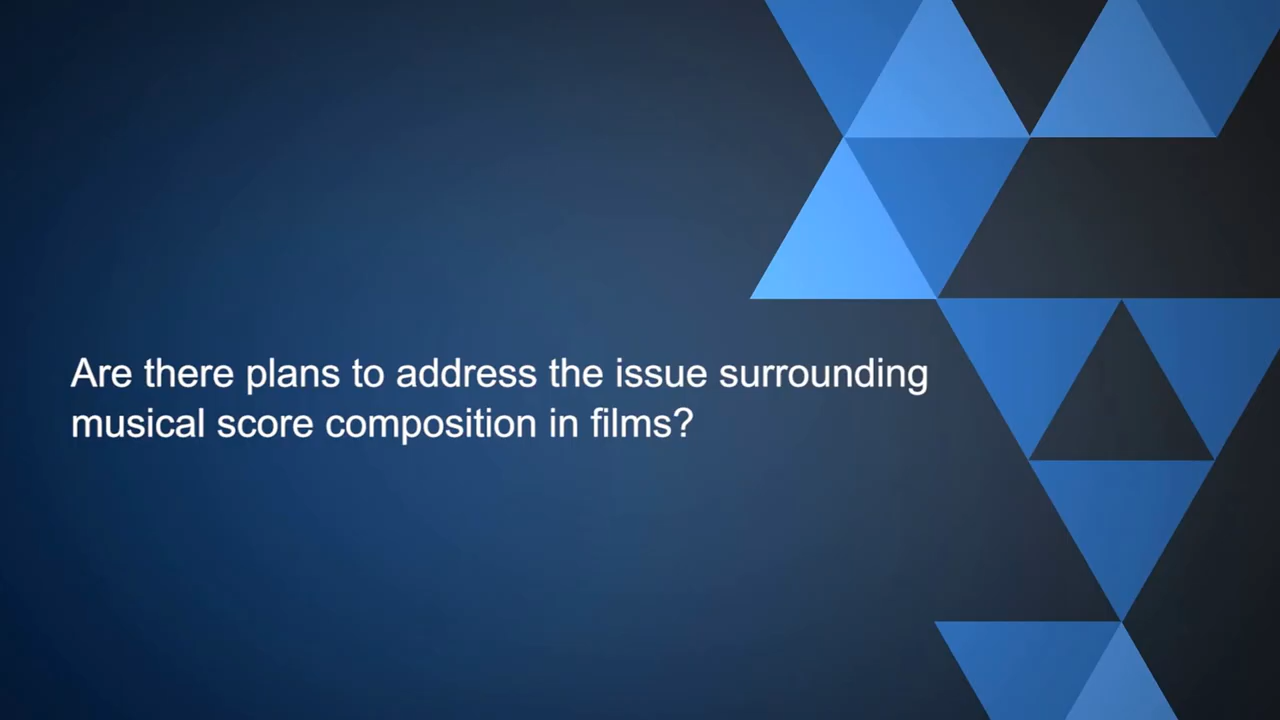 Are there plans to address the issue surrounding
musical score composition in films?